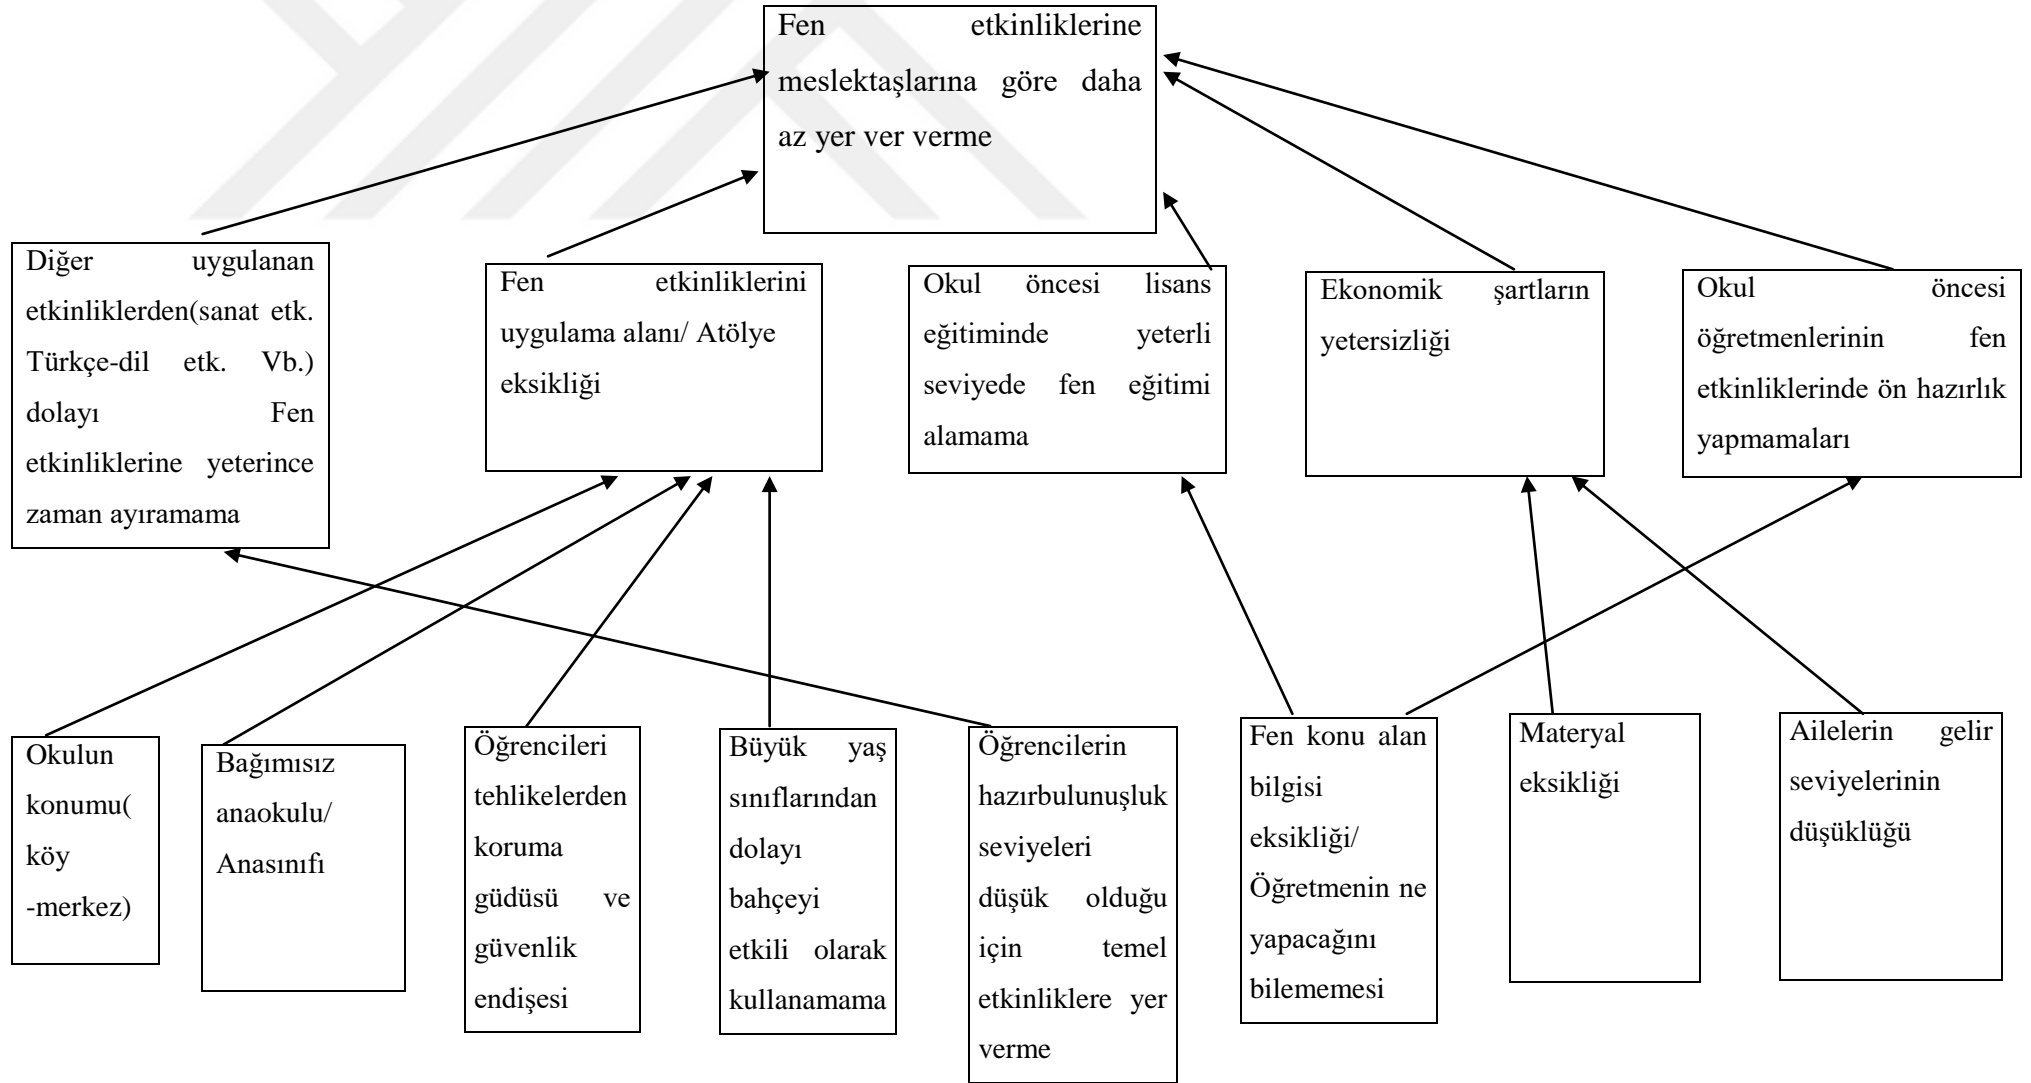 Fen etkinliklerine
meslektaşlarına göre daha
az yer ver verme
Diğer uygulanan
etkinliklerden(sanat etk.
Türkçe-dil etk. Vb.)
dolayı Fen
etkinliklerine yeterince
zaman ayıramama
Fen etkinliklerini
uygulama alanı/ Atölye
eksikliği
Okul öncesi lisans
eğitiminde yeterli
seviyede fen eğitimi
alamama
Ekonomik şartların
yetersizliği
Okul öncesi
öğretmenlerinin fen
etkinliklerinde ön hazırlık
yapmamaları
Okulun
konumu(
köy
-merkez)
Bağımısız
anaokulu/
Anasınıfı
Öğrencileri
tehlikelerden
koruma
güdüsü ve
güvenlik
endişesi
Büyük yaş
sınıflarından
dolayı
bahçeyi
etkili olarak
kullanamama
Öğrencilerin
hazırbulunuşluk
seviyeleri
düşük olduğu
için temel
etkinliklere yer
verme
Fen konu alan
bilgisi
eksikliği/
Öğretmenin ne
yapacağını
bilememesi
Materyal
eksikliği
Ailelerin gelir
seviyelerinin
düşüklüğü